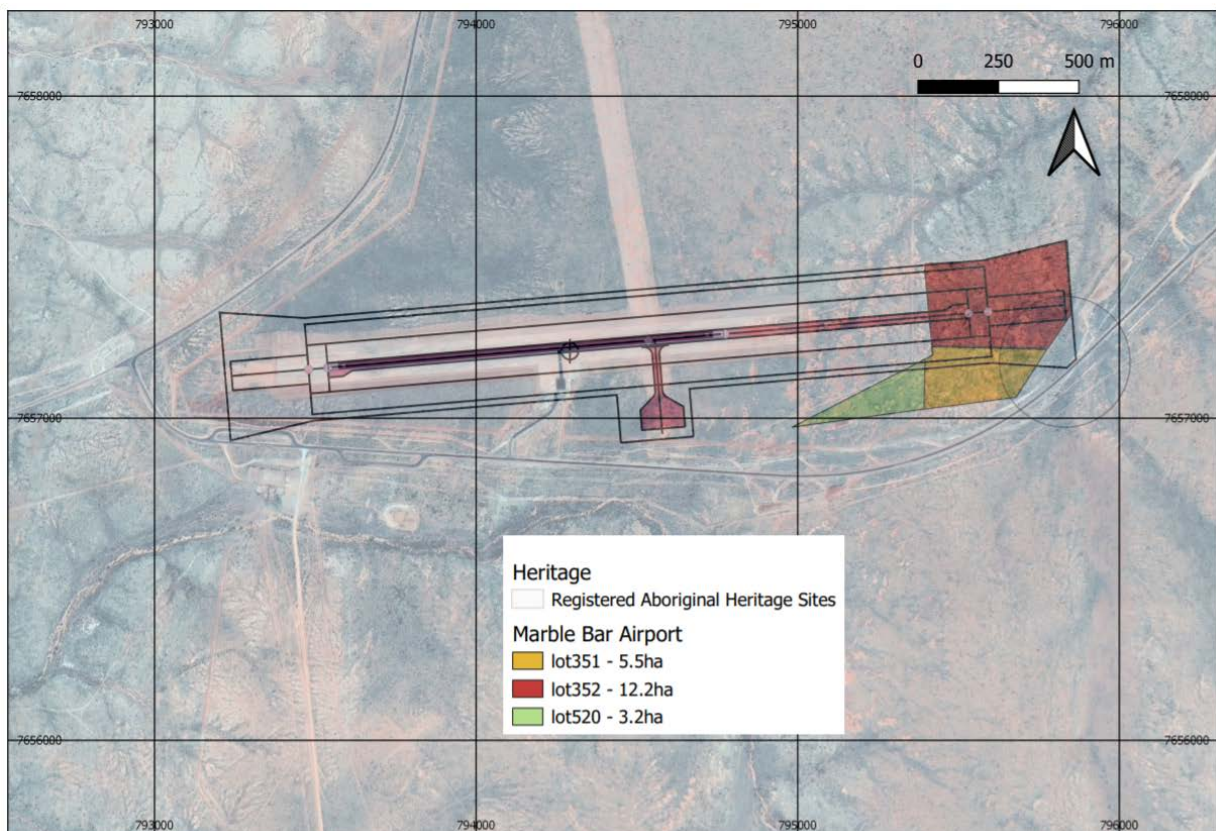 793000 794000 795000 796000
0 250 500 m
7658000 7658000
7657000 7657000
Heritage
Registered Aboriginal Heritage Sites
Marble Bar Airport
lot351 - 5.5ha
lot352 - 12.2ha
lot520 - 3.2ha
7656000 7656000
793000 794000 795000 796000